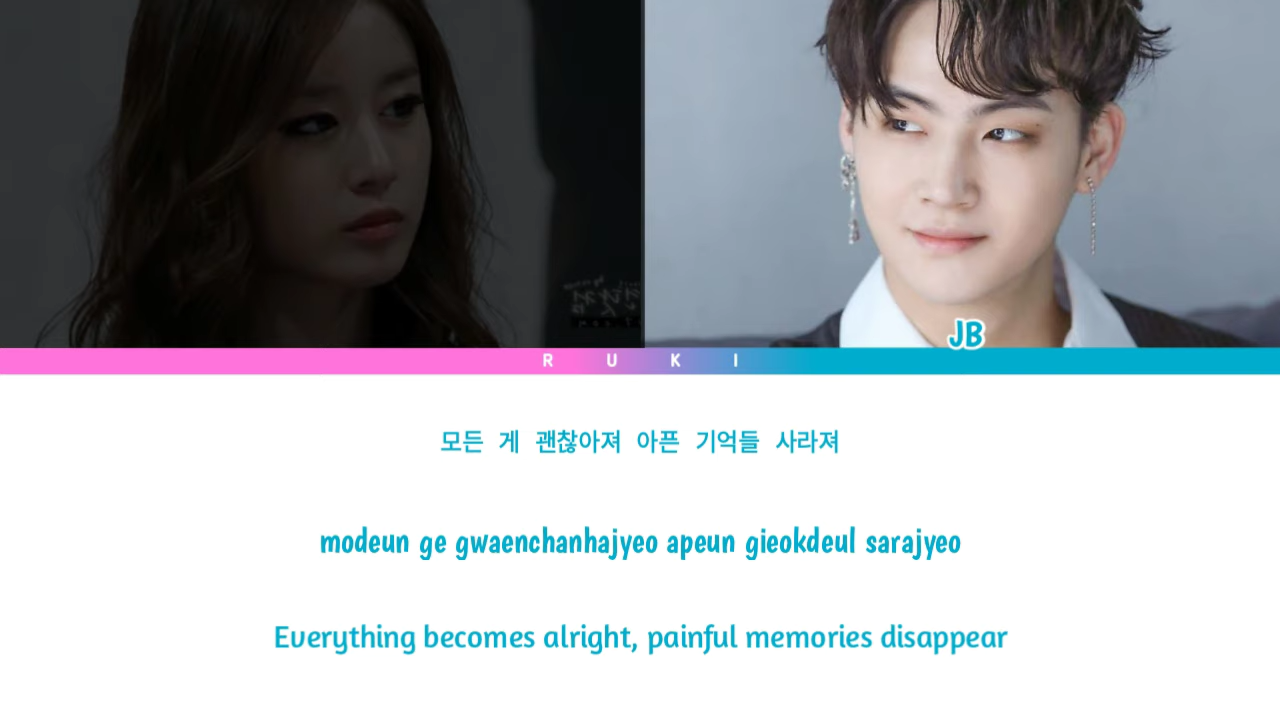 JB
R U K I
모든 게 괜찮아져 아픈 기억들 사라져
modeun ge gwaenchanhajyeo apeun gieokdeul sarajyeo
Everything becomes alright, painful memories disappear